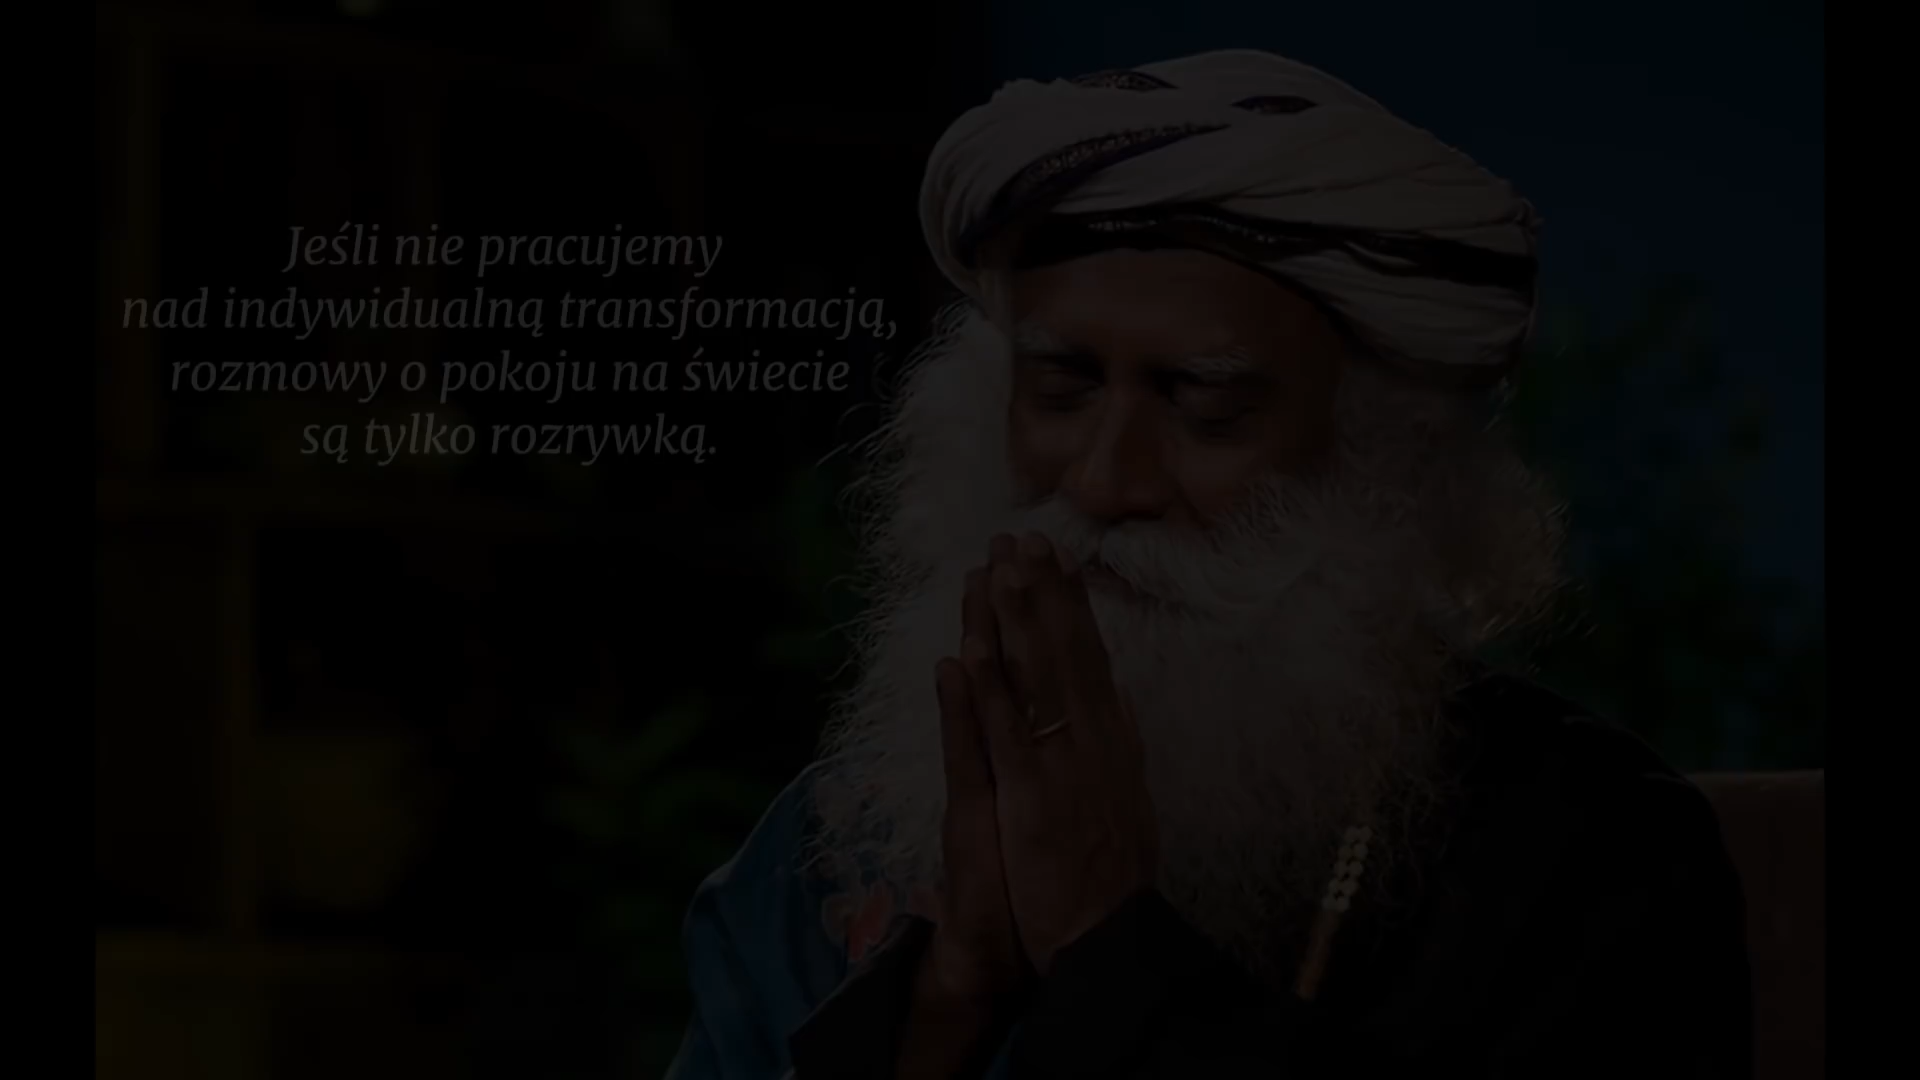 Jeśli nie pracujemy
nad indywidualną transformacją,
rozmowy o pokoju na świecie
są tylko rozrywką.